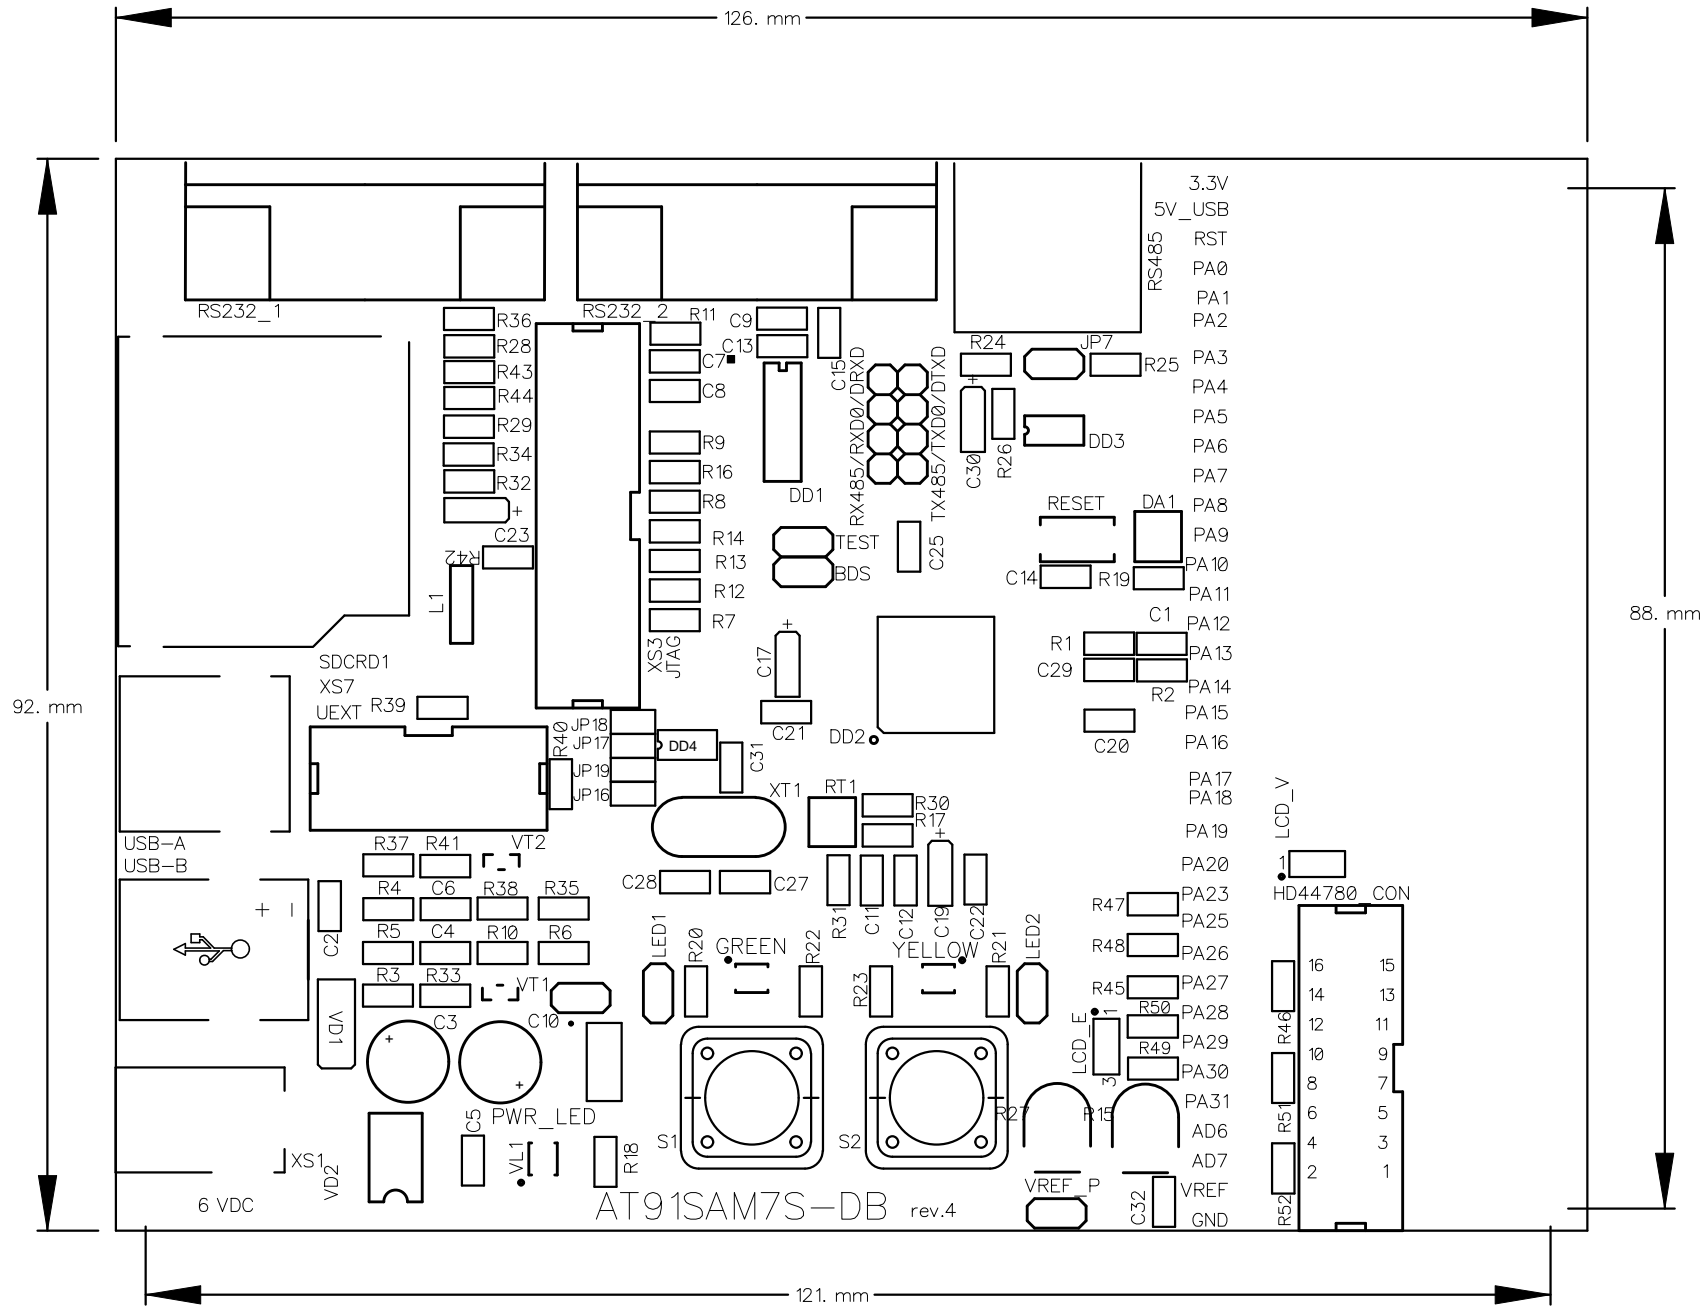 126. mm
3.3V
5V_USB
RST
RS485
PA0
PA1
RS232_1
RS232_2
R11
C9
PA2
R36
R28
C13
C7
C15
R24
JP7
R25
PA3
R43
R44
C8
RX485/RXD0/DRXD
TX485/TXD0/DTXD
+
PA4
R29
R9
C30
R26
DD3
PA5
R34
R16
PA6
R32
PA7
+
R8
DD1
RESET
DA1
PA8
C23
R14
TEST
C25
PA9
R42
R13
BDS
C14
R19
PA10
L1
R12
PA11
R7
+
C1
PA12
88. mm
XS3
JTAG
C17
R1
PA13
SDCRD1
C29
R2
XS7
PA14
92. mm
UEXT
R39
JP18
C21
DD2
C20
PA15
R40
JP17
DD4
C31
PA16
JP19
JP16
XT1
RT1
R30
PA17
PA18
LCD_V
R17
+
PA19
USB-A
USB-B
R37
R41
VT2
1
PA20
R4
C6
R38
R35
C28
C27
R31
C11
C12
C19
C22
R47
PA23
HD44780_CON
+ -
C2
R5
C4
R10
R6
LED1
R20
GREEN
R22
YELLOW
R21
LED2
PA25
R48
PA26
16 15
R3
R33
VT1
R23
R45
PA27
14 13
VD1
C3
C10
LCD_E
1
3
R50
PA28
R46
12 11
+
+
R49
PA29
10 9
PA30
8 7
PWR_LED
R27
R15
PA31
R51
6 5
C5
S1
S2
AD6
4 3
XS1
VD2
VL1
R18
AD7
2 1
6 VDC
AT91SAM7S-DB rev.4
VREF_P
C32
VREF
R52
GND
121. mm